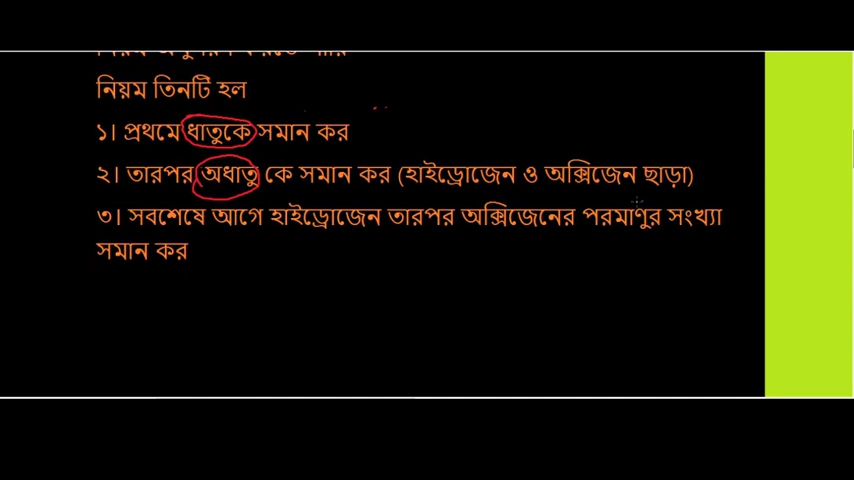 নিয়ম তিনটি হল
১। প্রথমে ধাতুকে সমান কর
২। তারপর অধাতু কে সমান কর (হাইড্রোজেন ও অক্সিজেন ছাড়া)
৩। সবশেষে আগে হাইড্রোজেন তারপর অক্সিজেনের পরমাণুর সংখ্যা
সমান কর